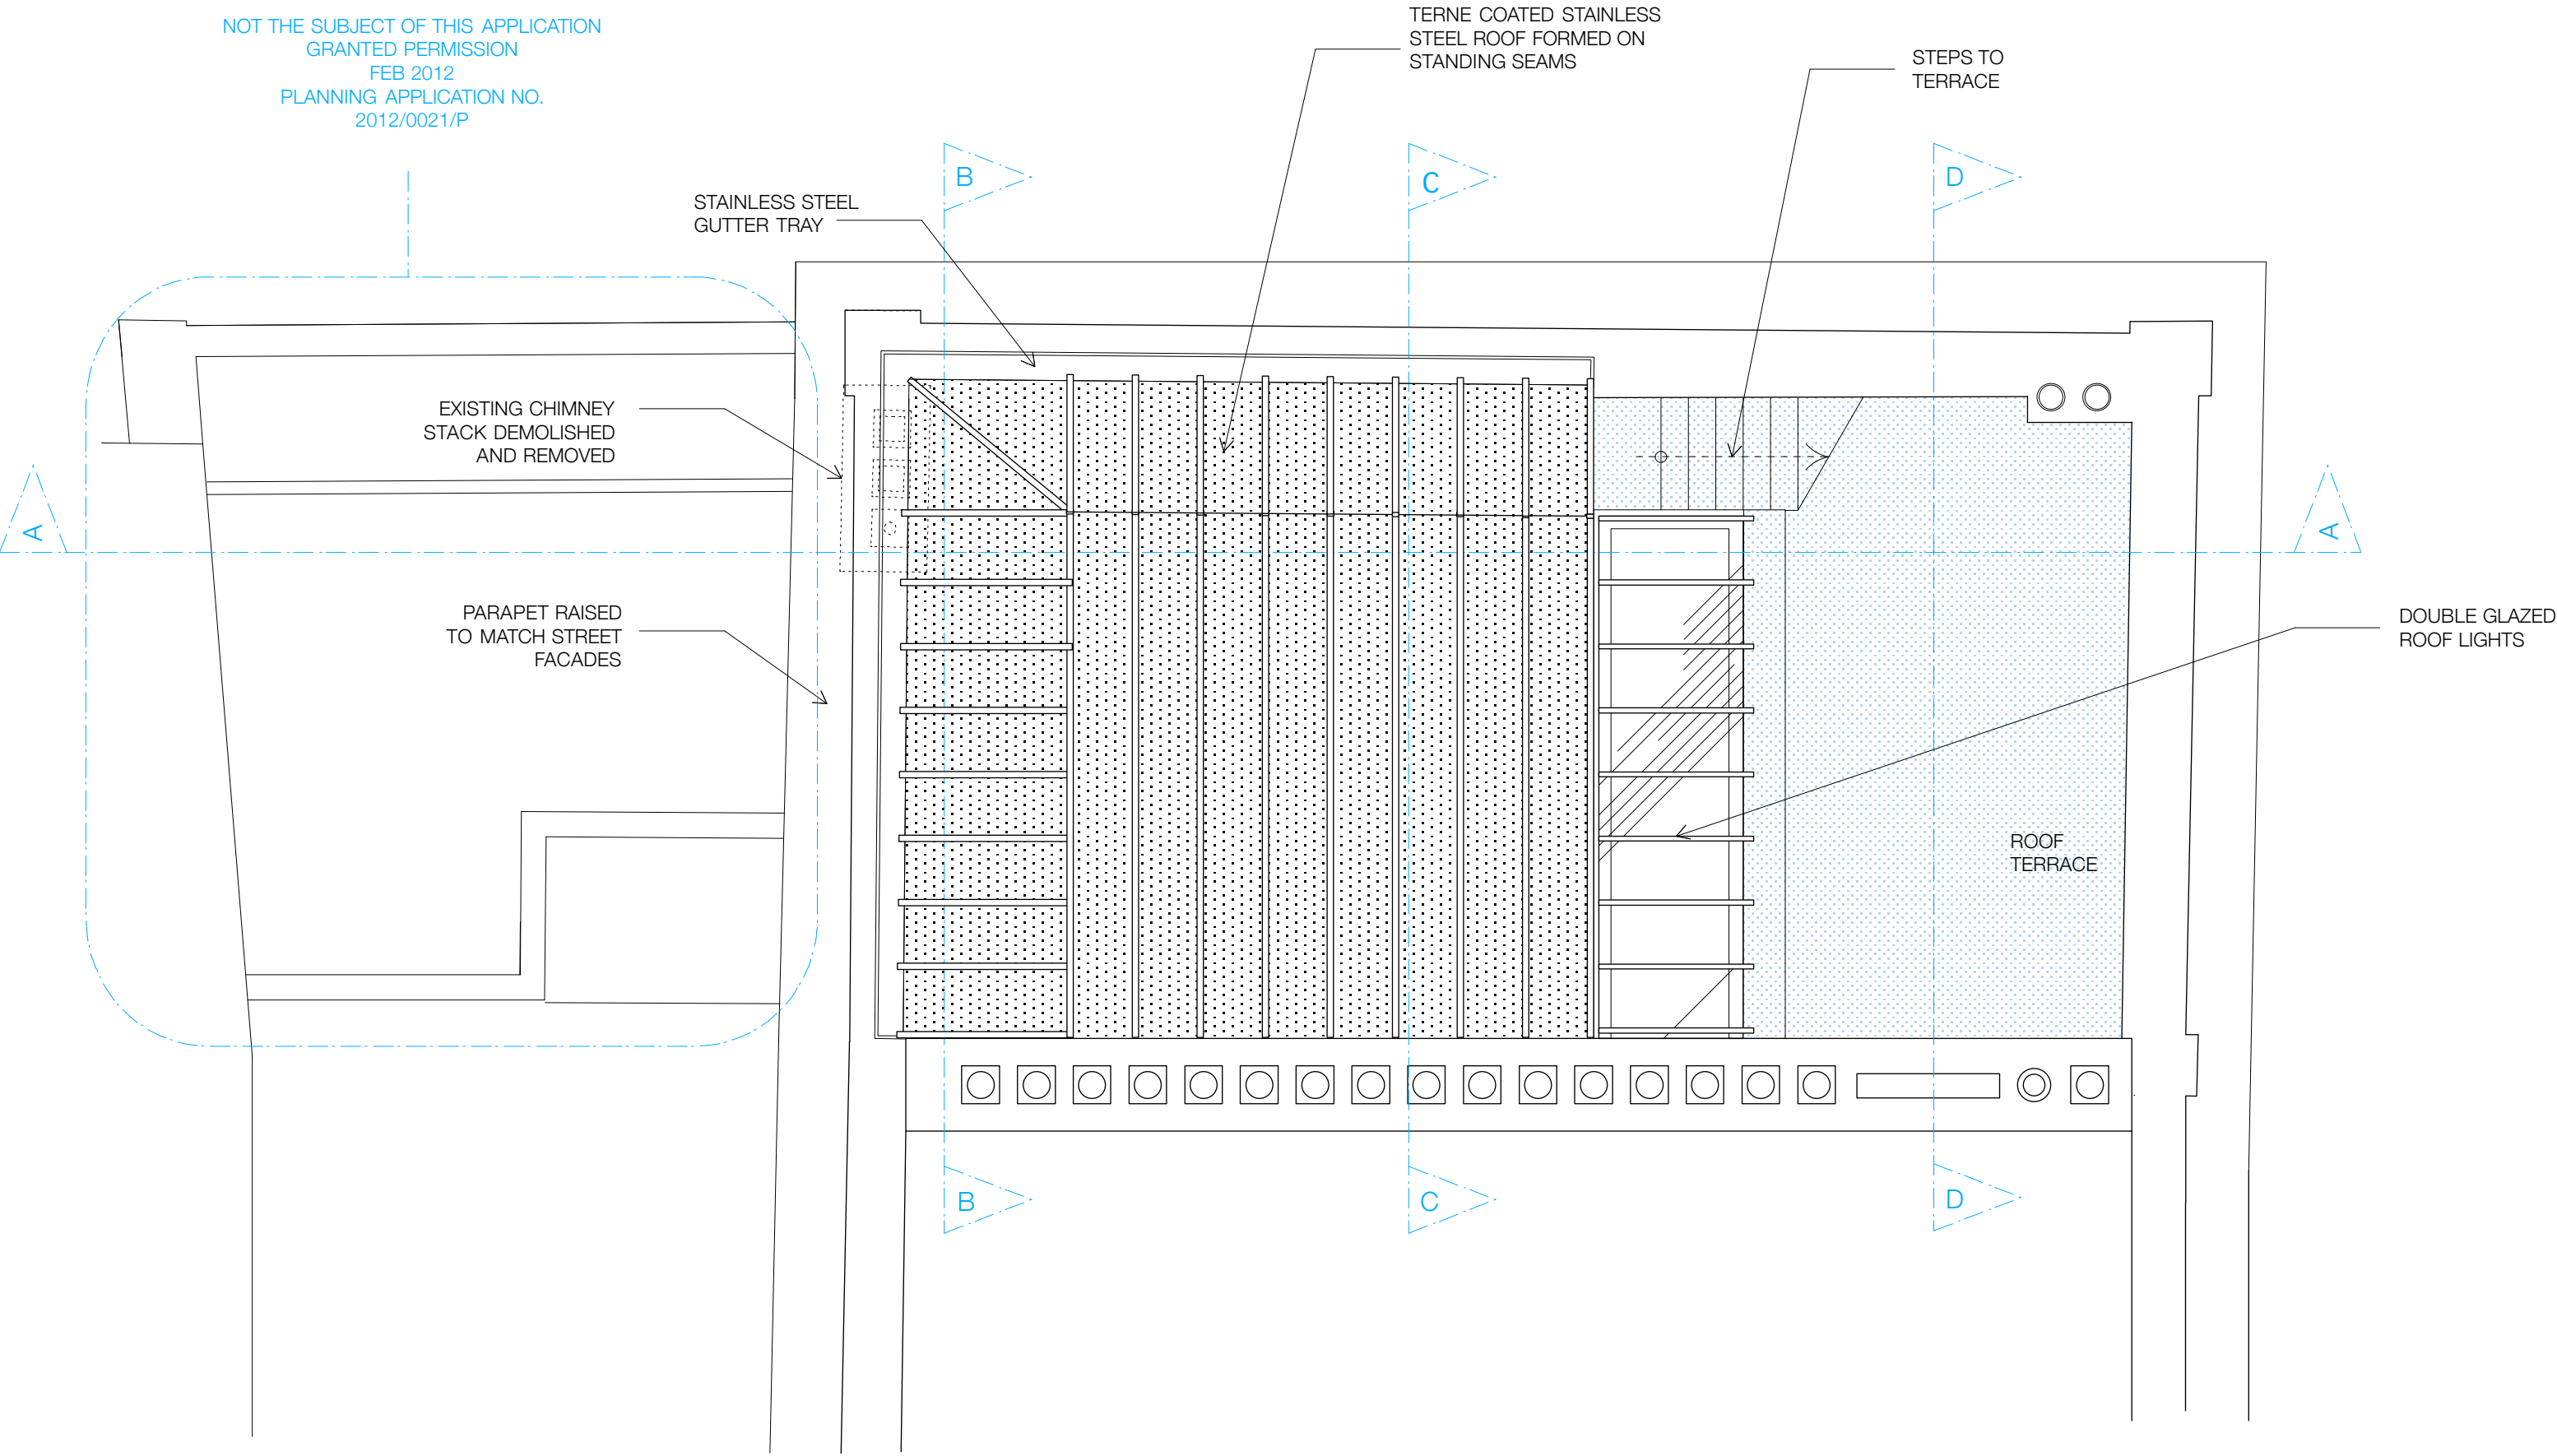 NOT THE SUBJECT OF THIS APPLICATION
GRANTED PERMISSION
FEB 2012
PLANNING APPLICATION NO.
2012/0021/P
TERNE COATED STAINLESS
STEEL ROOF FORMED ON
STANDING SEAMS
STEPS TO
TERRACE
B
C
D
STAINLESS STEEL
GUTTER TRAY
EXISTING CHIMNEY
STACK DEMOLISHED
AND REMOVED
A
A
PARAPET RAISED
TO MATCH STREET
FACADES
DOUBLE GLAZED
ROOF LIGHTS
ROOF
TERRACE
B
C
D